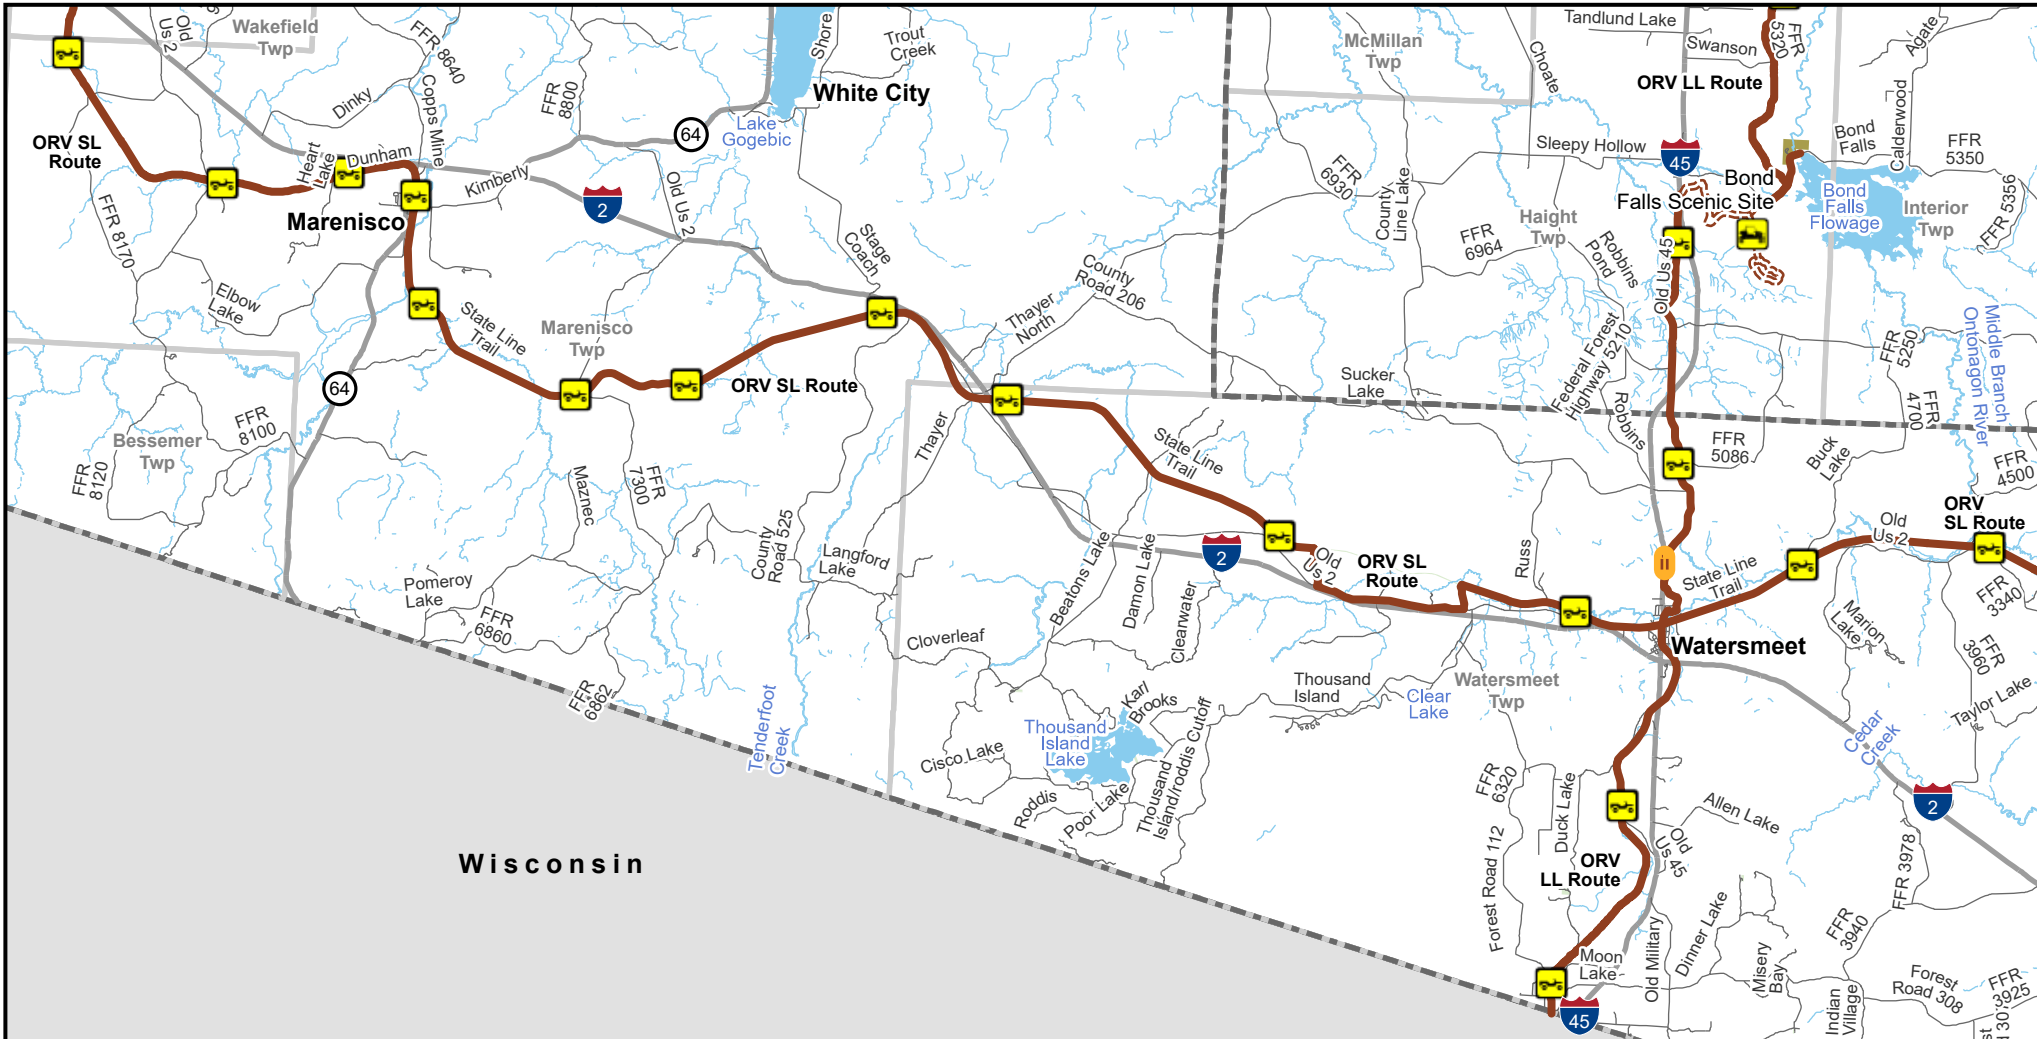 Wakefield
Twp
Old
Us 2
FFR 8640
FFR
8800
Shore
Trout
Creek
White City
McMillan
Twp
Choate
Tandlund Lake
Swanson
FFR
5320
Agate
ORV LL Route
Calderwood
Dinky
Copps Mine
64
Lake
Gogebic
ORV SL
Route
Heart
Lake
Dunham
Kimberly
Sleepy Hollow
45
Bond
Falls
FFR
5350
FFR
6930
County
Line Lake
Bond
Falls Scenic Site
Bond
Falls
Flowage
Interior
Twp
FFR 5356
Marenisco
2
Old Us 2
FFR 8170
Stage
Coach
Haight
Twp
FFR
6964
Robbins
Pond
Old Us 45
County
Road 206
Elbow
Lake
State Line
Trail
Marenisco
Twp
Thayer
North
Federal Forest
Highway 5210
FFR
5250
Middle Branch
Ontonagon River
64
ORV SL Route
Sucker
Lake
Robbins
FFR
4700
FFR
8100
Bessemer
Twp
FFR
8120
Thayer
State Line
Trail
FFR
5086
Buck
Lake
FFR
4500
Maznec
FFR
7300
County
Road 525
Langford
Lake
Beatons Lake
Damon Lake
2
Old
Us 2
ORV SL
Route
Russ
ii
Old
Us 2
ORV
SL Route
State Line
Trail
Pomeroy
Lake
FFR
6860
Clearwater
Cloverleaf
Watersmeet
Marion
Lake
FFR
3340
FFR
3960
FFR
6862
Tenderfoot
Creek
Karl
Brooks
Thousand
Island
Clear
Lake
Watersmeet
Twp
Taylor Lake
Cedar
Creek
Thousand
Island
Lake
Cisco Lake
Roddis
Poor Lake
Thousand
Island/roddis Cutoff
FFR
6320
Duck Lake
Allen Lake
2
Old
Us 45
Wisconsin
Forest Road 112
ORV
LL Route
FFR 3978
FFR
3940
Moon
Lake
Old Military
Dinner Lake
Misery
Bay
Indian
Village
Forest
Road 308
FFR
3925
45